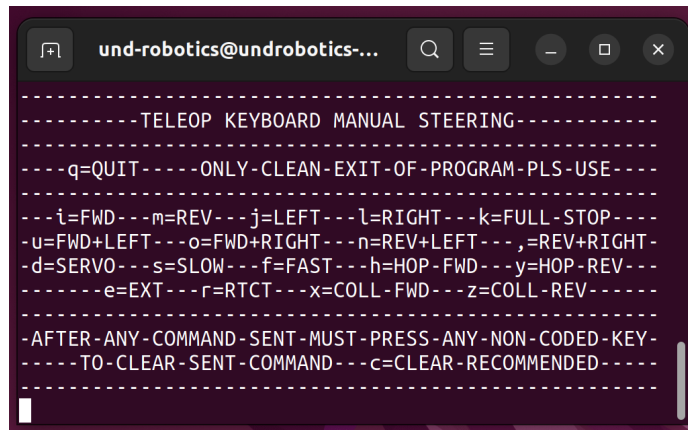 und-robotics@undrobotics-...
-----------------------------------------------------
----------TELEOP KEYBOARD MANUAL STEERING------------
-----------------------------------------------------
----q=QUIT-----ONLY-CLEAN-EXIT-OF-PROGRAM-PLS-USE----
-----------------------------------------------------
---i=FWD---m=REV---j=LEFT---l=RIGHT---k=FULL-STOP----
-u=FWD+LEFT---o=FWD+RIGHT---n=REV+LEFT---,=REV+RIGHT-
-d=SERVO---s=SLOW---f=FAST---h=HOP-FWD---y=HOP-REV---
-------e=EXT---r=RTCT---x=COLL-FWD---z=COLL-REV------
-----------------------------------------------------
-AFTER-ANY-COMMAND-SENT-MUST-PRESS-ANY-NON-CODED-KEY-
-----TO-CLEAR-SENT-COMMAND---c=CLEAR-RECOMMENDED-----
-----------------------------------------------------